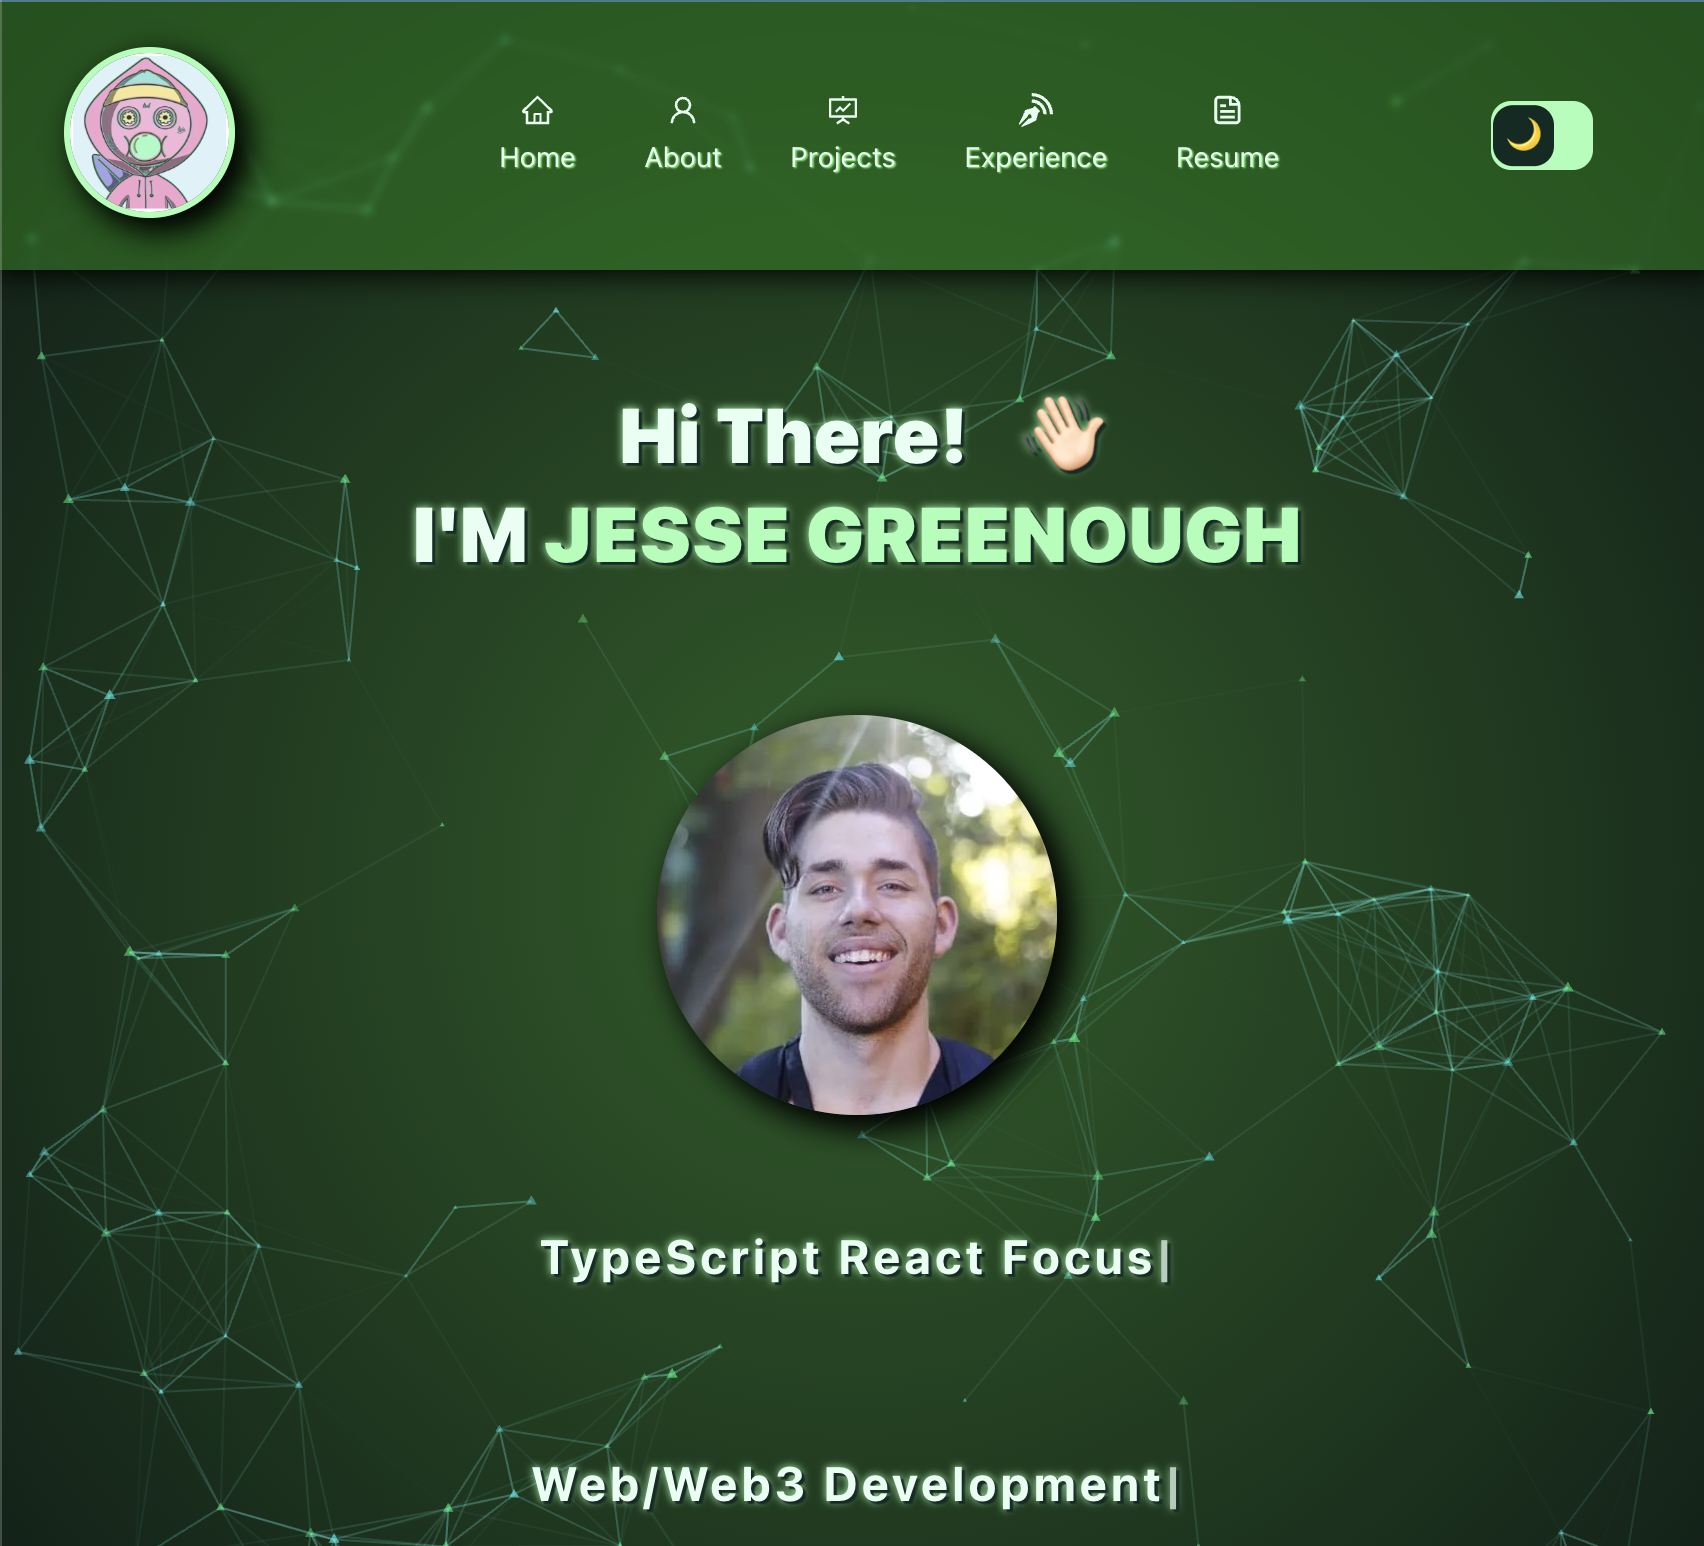 Home
About
Projects
Experience
Resume
Hi There! 👋🏻
I'M JESSE GREENOUGH
TypeScript React Focus|
Web/Web3 Development|